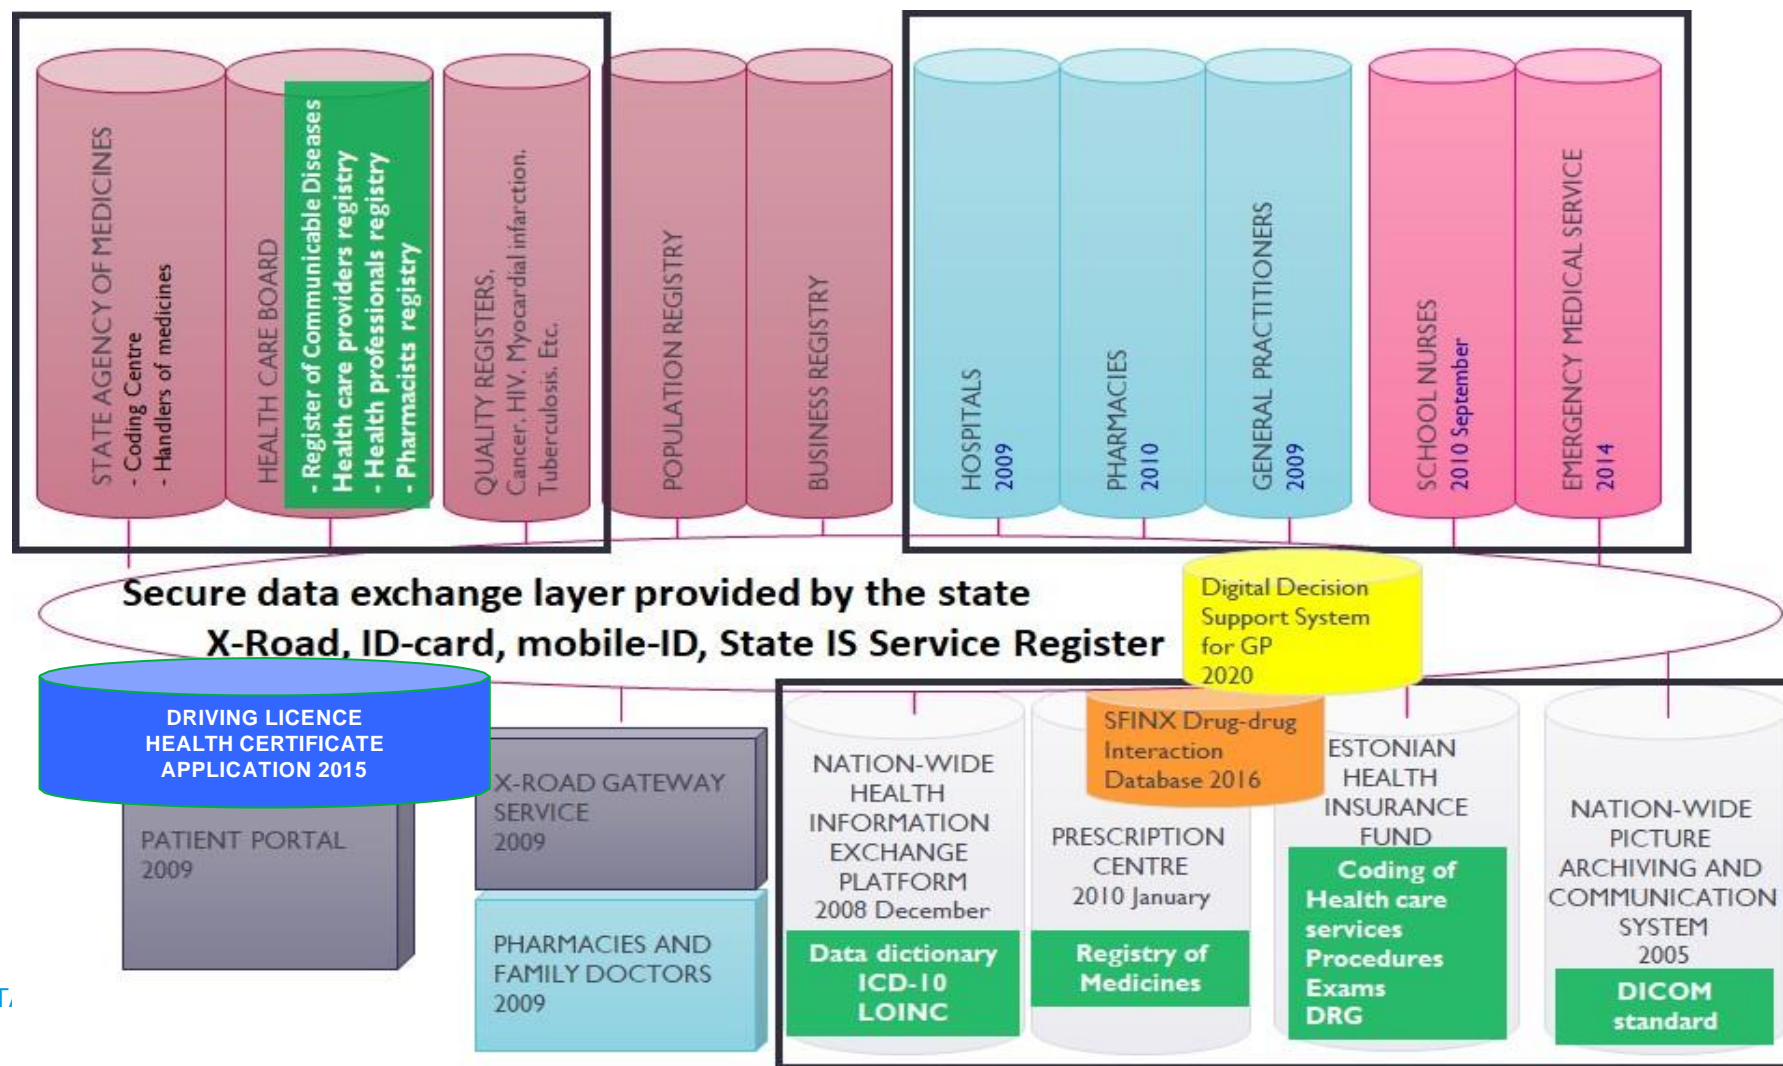 STATE AGENCY OF MEDICINES
- Coding Centre
- Handlers of medicines
HEALTH CARE BOARD
- Register of Communicable Diseases
Health care providers registry
- Health professionals registry
- Pharmacists registry
QUALITY REGISTERS,
Cancer, HIV, Myocardial infarction,
Tuberculosis, Etc,
POPULATION REGISTRY
BUSINESS REGISTRY
HOSPITALS
2009
PHARMACIES
2010
GENERAL PRACTITIONERS
2009
SCHOOL NURSES
2010 September
EMERGENCY MEDICAL SERVICE
2014
Secure data exchange layer provided by the state
X-Road, ID-card, mobile-ID, State IS Service Register
Digital Decision
Support System
for GP
2020
DRIVING LICENCE
HEALTH CERTIFICATE
APPLICATION 2015
PATIENT PORTAL
2009
X-ROAD GATEWAY
SERVICE
2009
PHARMACIES AND
FAMILY DOCTORS
2009
NATION-WIDE
HEALTH
INFORMATION
EXCHANGE
PLATFORM
2008 December
Data dictionary
ICD-10
LOINC
SFINX Drug-drug
Interaction
Database 2016
PRESCRIPTION
CENTRE
2010 January
Registry of
Medicines
ESTONIAN
HEALTH
INSURANCE
FUND
Coding of
Health care
services
Procedures
Exams
DRG
NATION-WIDE
PICTURE
ARCHIVING AND
COMMUNICATION
SYSTEM
2005
DICOM
standard